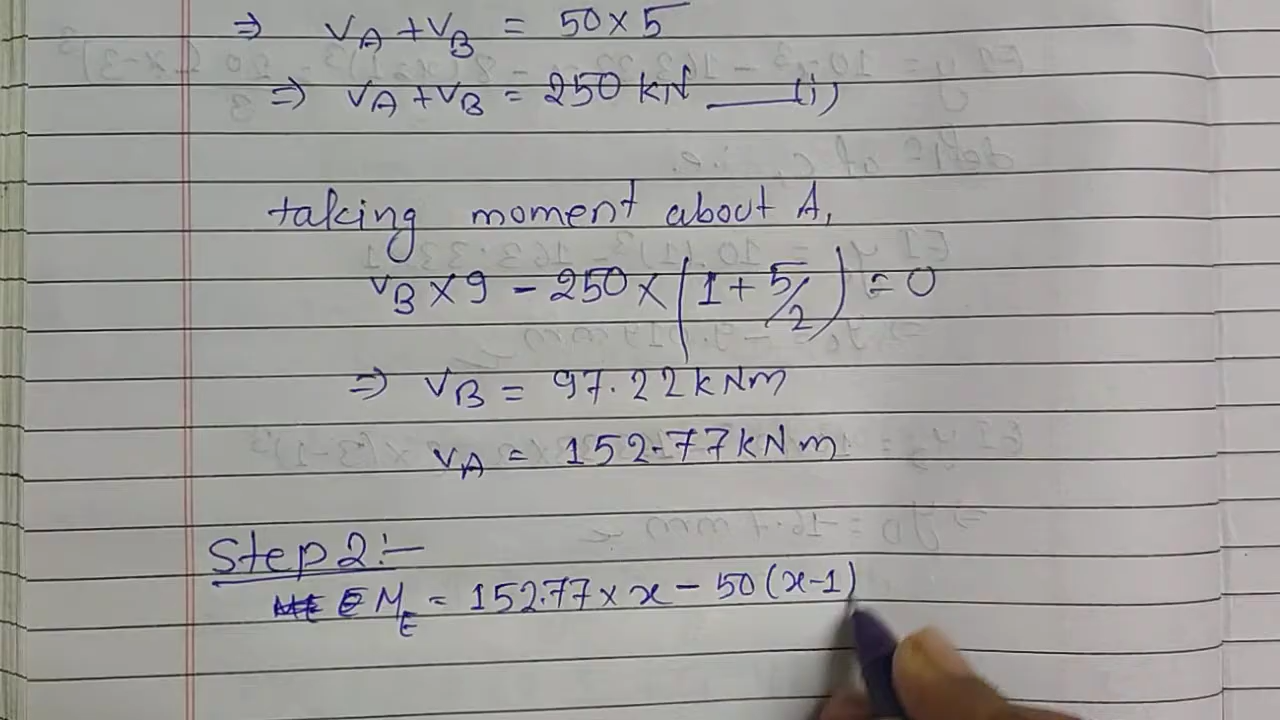 ⇒ VA + VB = 50 × 5
⇒ VA + VB = 250 kN —— (i)
taking moment about A,
VB × 9 - 250 × (1 + 5/2) = 0
⇒ VB = 97.22 kNm
VA = 152.77 kNm
Step 2:-
ME = 152.77 × x - 50 (x-1)